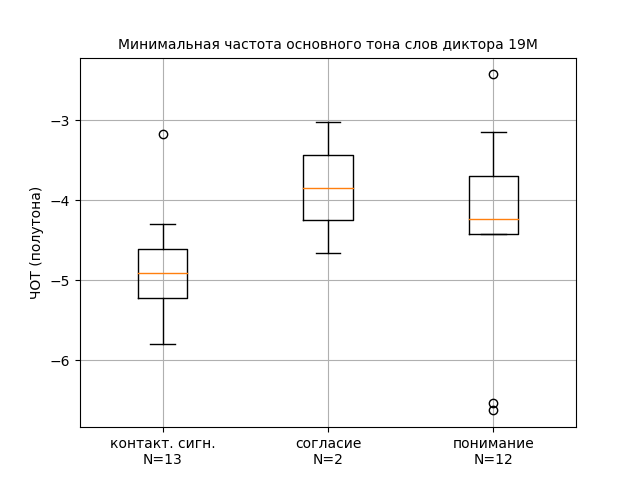 Минимальная частота основного тона слов диктора 19М
ЧОТ (полутона)
−3
−4
−5
−6
контакт. сигн.
N=13
согласие
N=2
понимание
N=12